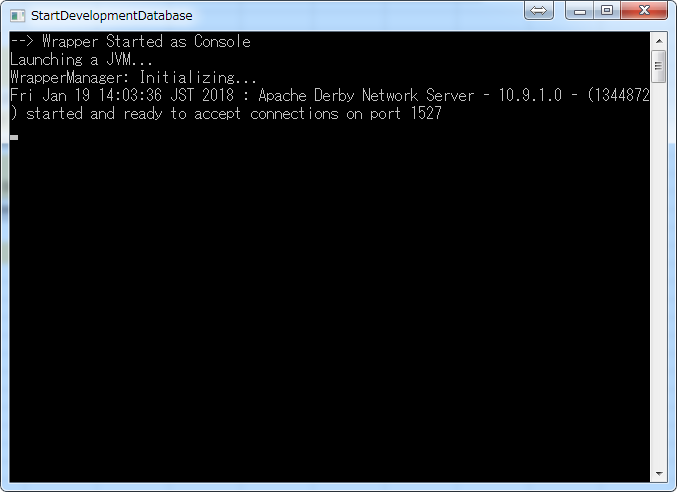 StartDevelopmentDatabase
--> Wrapper Started as Console
Launching a JVM...
WrapperManager: Initializing...
Fri Jan 19 14:03:36 JST 2018 : Apache Derby Network Server - 10.9.1.0 - (1344872
) started and ready to accept connections on port 1527